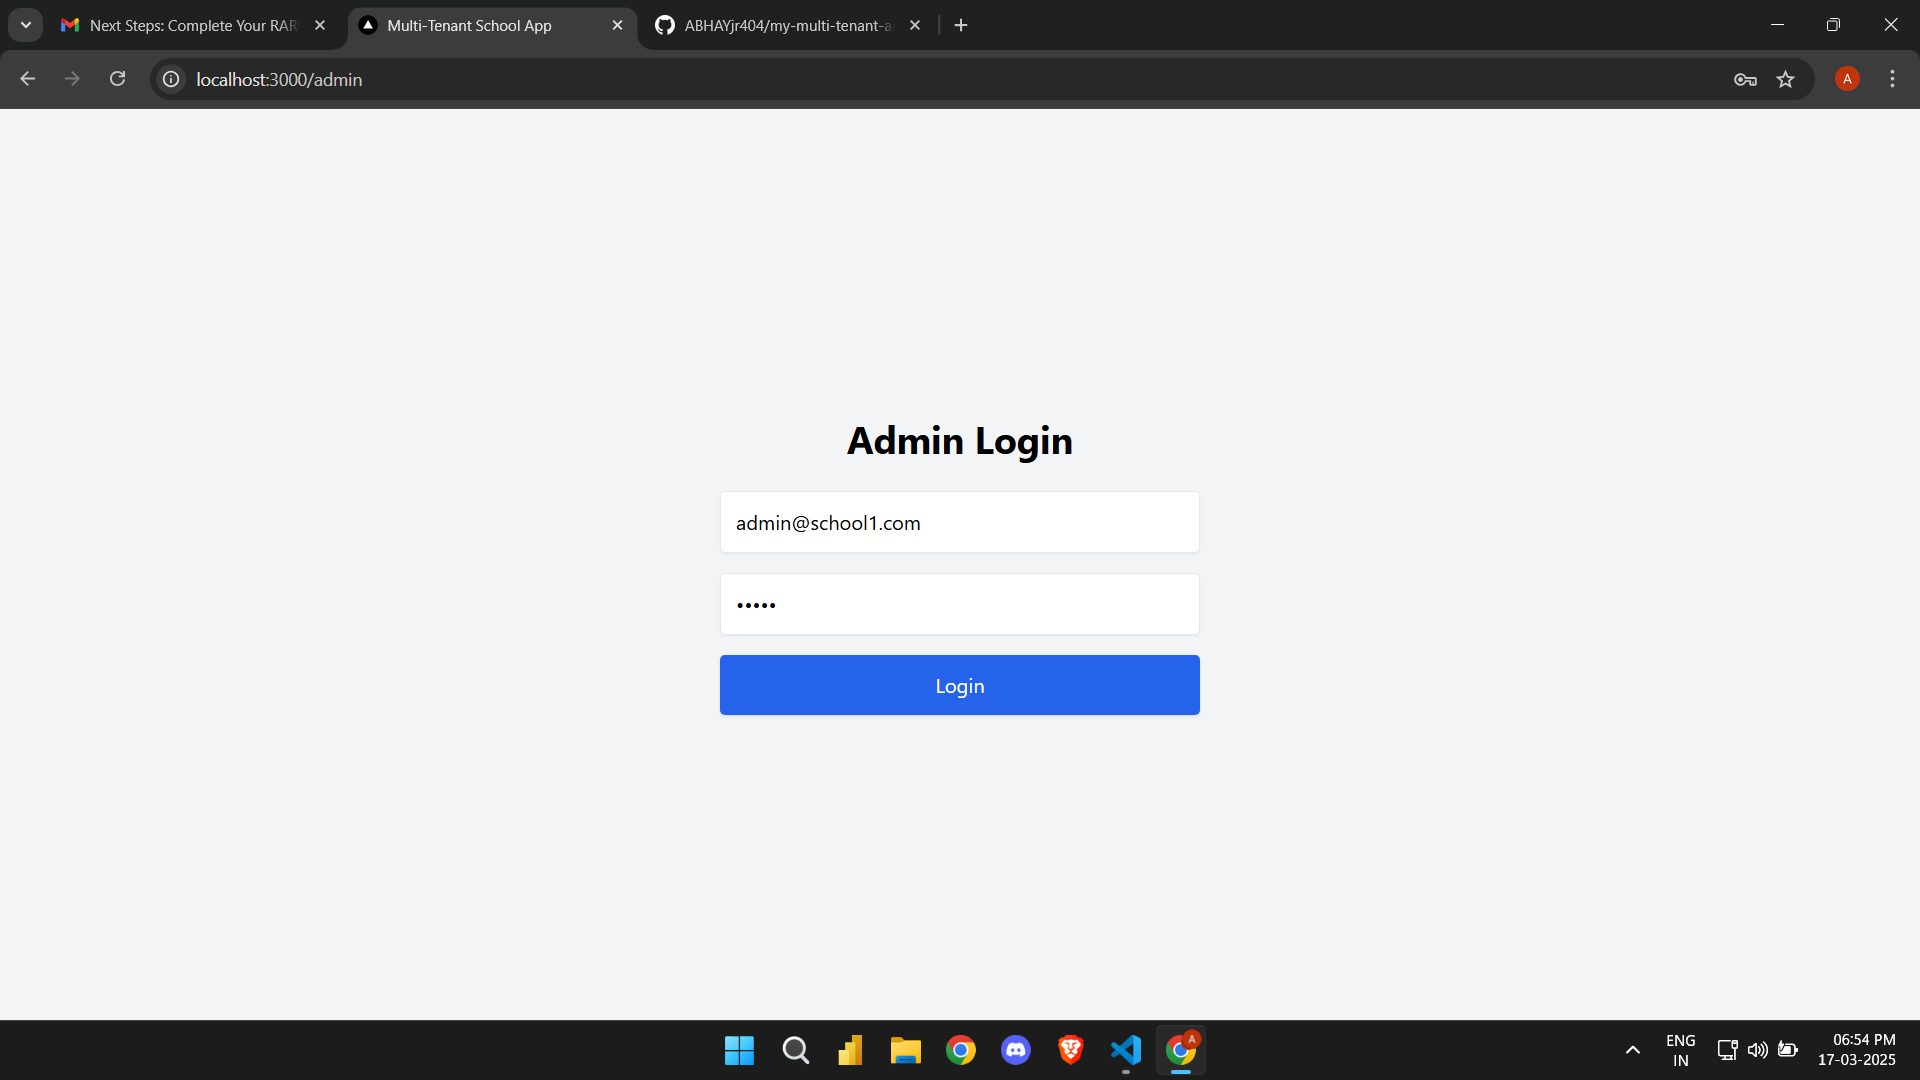 Next Steps: Complete Your RAR
Multi-Tenant School App
ABHAYjr404/my-multi-tenant-a
localhost:3000/admin
A
Admin Login
admin@school1.com
•••••
Login
A
ENG
IN
06:54 PM
17-03-2025